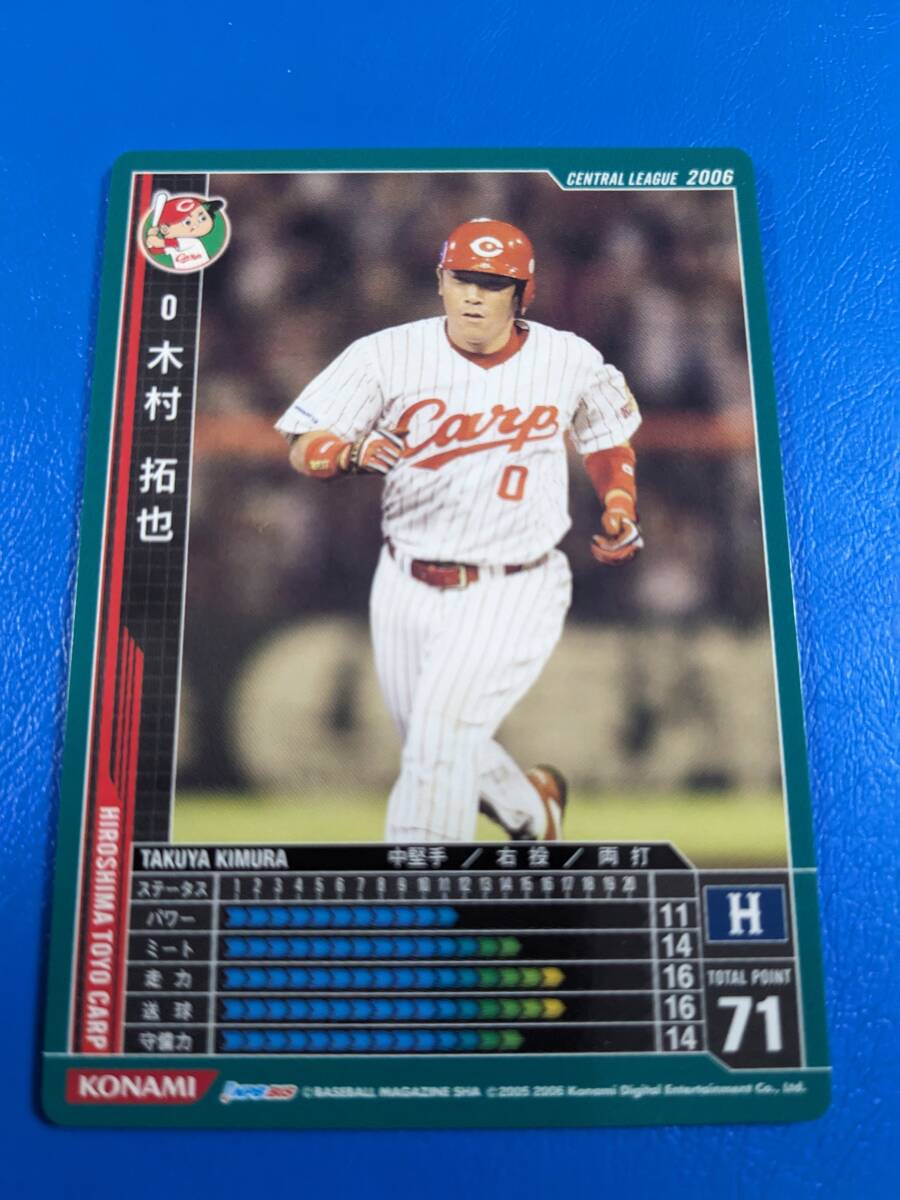 CENTRAL LEAGUE 2006
C
Carp
0
木村 拓也
C
Carp
0
HIROSHIMA TOYO CARP
TAKUYA KIMURA 中堅手 / 右投 / 両打
ステータス 1 2 3 4 5 6 7 8 9 10 11 12 13 14 15 16 17 18 19 20
パワー 11
ミート 14
走力 16
送球 16
守備力 14
H
TOTAL POINT
71
KONAMI
©BASEBALL MAGAZINE SHA ©2005 2006 Konami Digital Entertainment Co., Ltd.